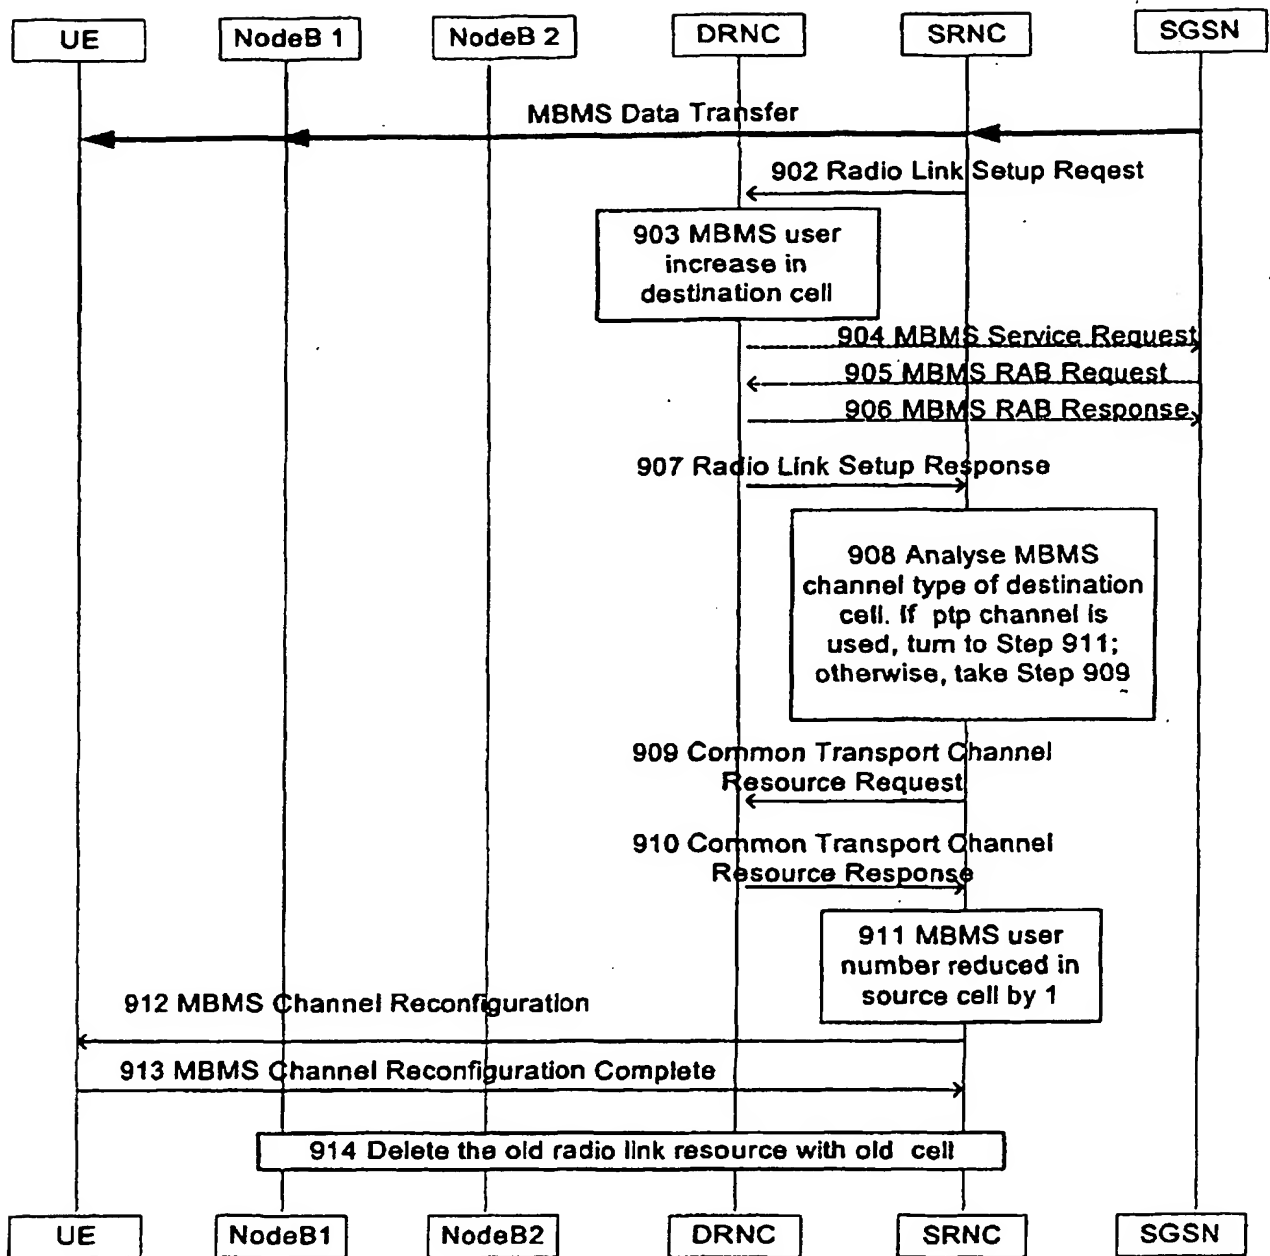 UE NodeB 1 NodeB 2 DRNC SRNC SGSN
MBMS Data Transfer
902 Radio Link Setup Reqest
903 MBMS user
increase in
destination cell
904 MBMS Service Request
905 MBMS RAB Request
906 MBMS RAB Response
907 Radio Link Setup Response
908 Analyse MBMS
channel type of destination
cell. If ptp channel is
used, turn to Step 911;
otherwise, take Step 909
909 Common Transport Channel
Resource Request
910 Common Transport Channel
Resource Response
911 MBMS user
number reduced in
source cell by 1
912 MBMS Channel Reconfiguration
913 MBMS Channel Reconfiguration Complete
914 Delete the old radio link resource with old cell
UE NodeB1 NodeB2 DRNC SRNC SGSN